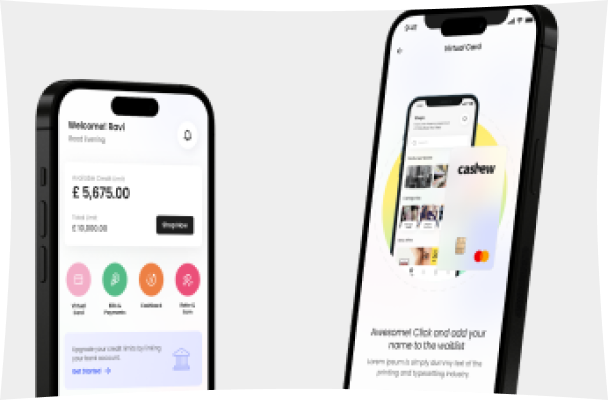 Welcome! Ravi
Good Evening
Available Credit Limit
£ 5,675.00
Total Limit
£ 10,000.00
Shop Now
Virtual
Card
Bills &
Payments
Cashback
Refer &
Earn
Upgrade your credit limits by linking
your bank account.
Get Started
9:41
Virtual Card
cashew
Awesome! Click and add your
name to the waitlist
Lorem Ipsum is simply dummy text of the
printing and typesetting industry.